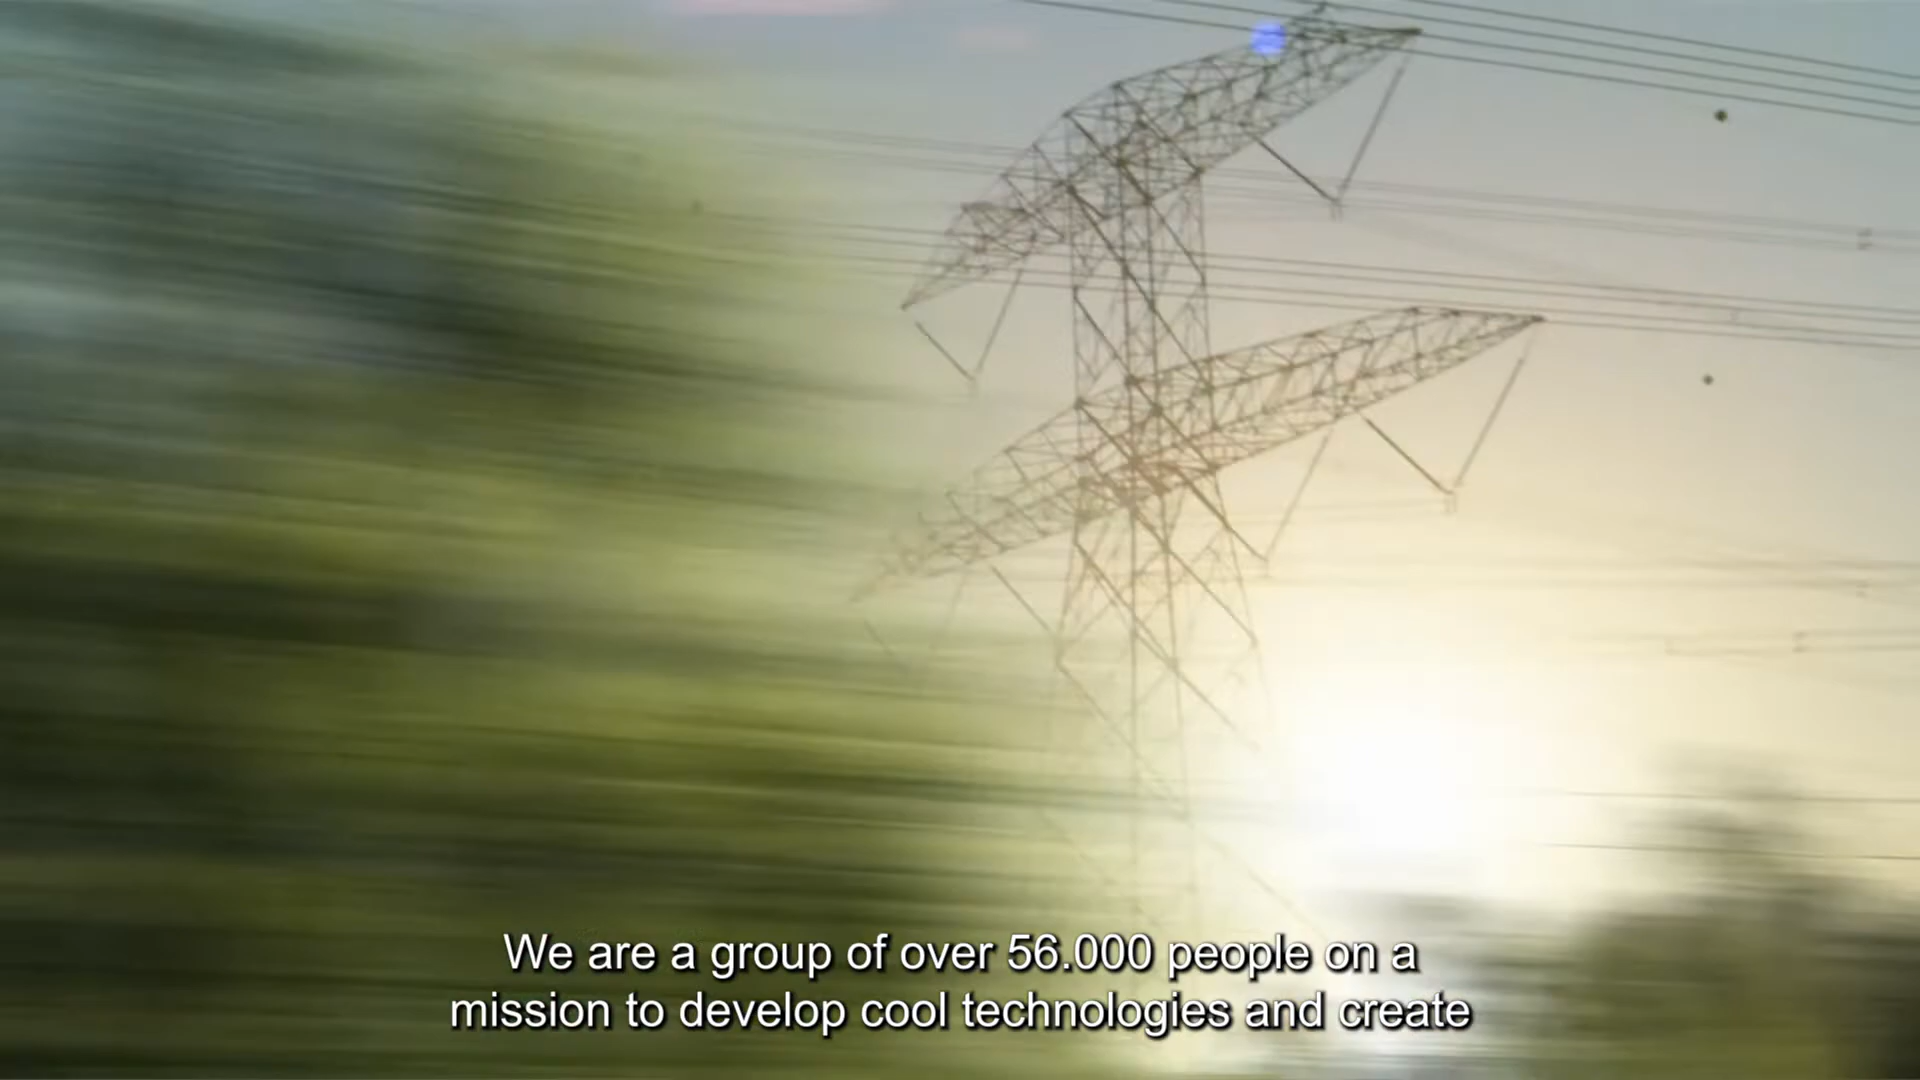 We are a group of over 56.000 people on a
mission to develop cool technologies and create